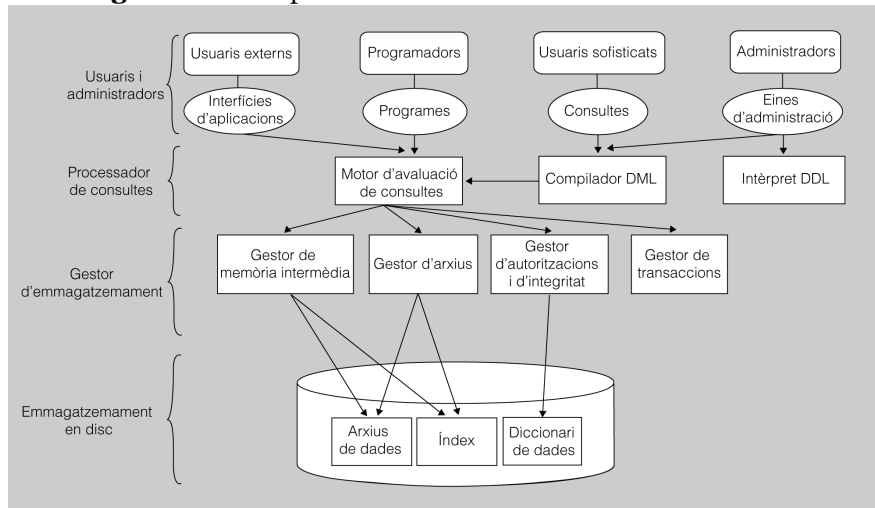 Usuaris externs
Programadors
Usuaris sofisticats
Administradors
Usuaris i
administradors
Interfícies
d'aplicacions
Programes
Consultes
Eines
d'administració
Processador
de consultes
Motor d'avaluació
de consultes
Compilador DML
Intèrpret DDL
Gestor
d'emmagatzemament
Gestor de
memòria intermèdia
Gestor d'arxius
Gestor
d'autoritzacions
i d'integritat
Gestor de
transaccions
Emmagatzemament
en disc
Arxius
de dades
Índex
Diccionari
de dades